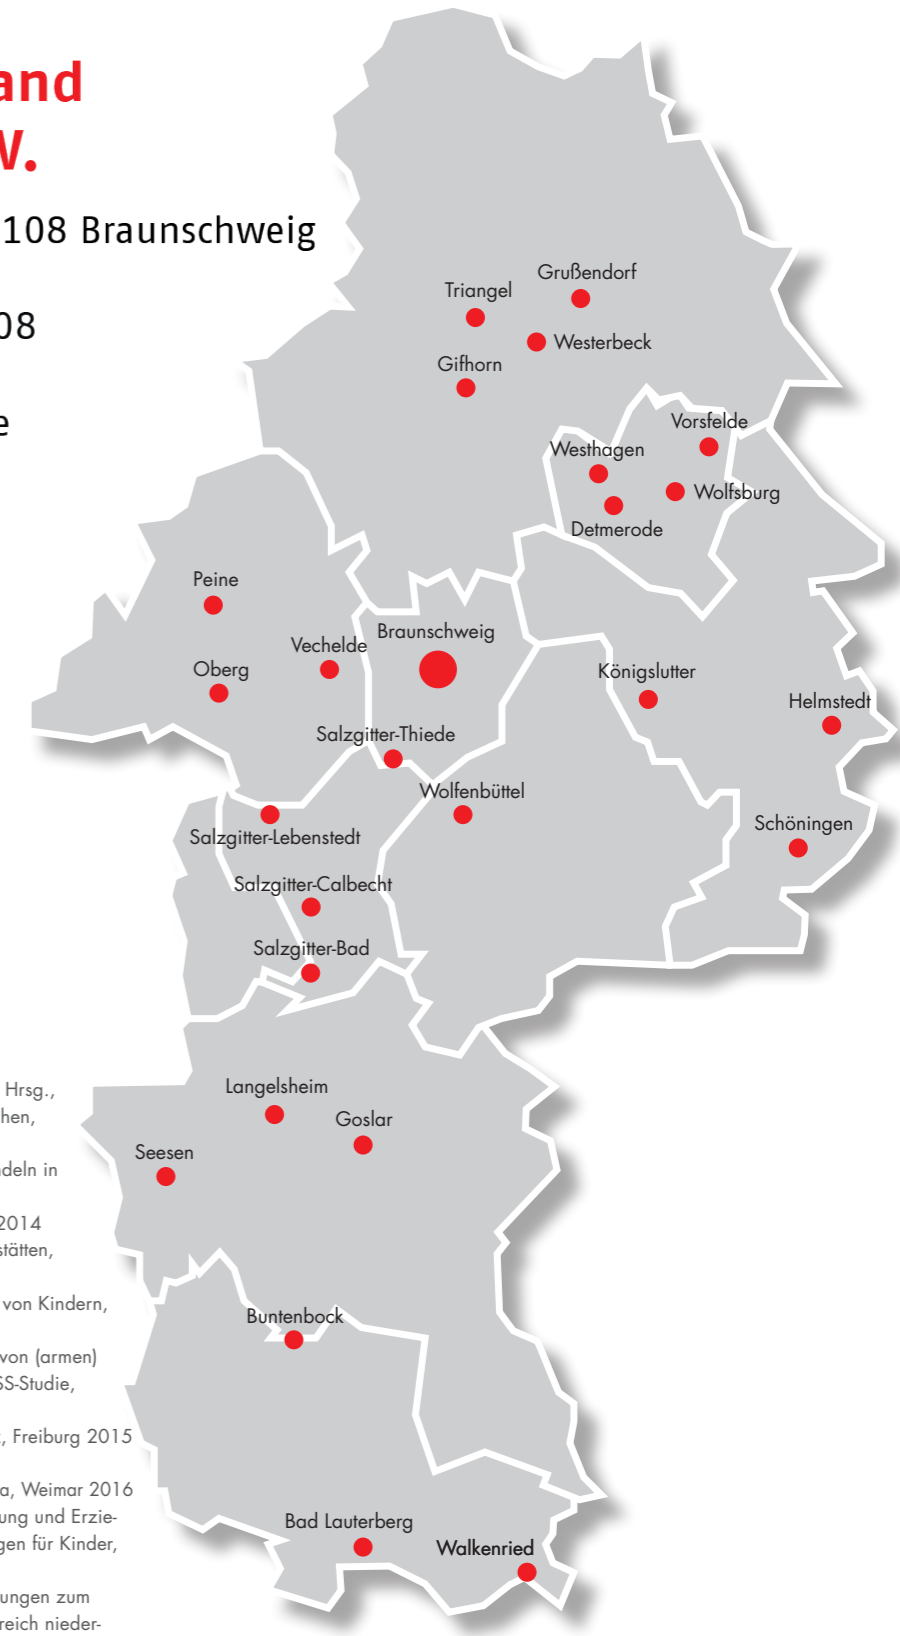 and
W.
108 Braunschweig
08
e
Grußendorf
Triangel
Westerbeck
Gifhorn
Vorsfelde
Westhagen
Wolfsburg
Detmerode
Peine
Braunschweig
Vechelde
Oberg
Königslutter
Helmstedt
Salzgitter-Thiede
Wolfenbüttel
Schöningen
Salzgitter-Lebenstedt
Salzgitter-Calbecht
Salzgitter-Bad
Langelsheim
Goslar
Seesen
Buntenbock
Bad Lauterberg
Walkenried
Hrsg.,
hen,
deln in
2014
stätten,
von Kindern,
von (armen)
SS-Studie,
, Freiburg 2015
a, Weimar 2016
ung und Erzie-
gen für Kinder,
ungen zum
reich nieder-